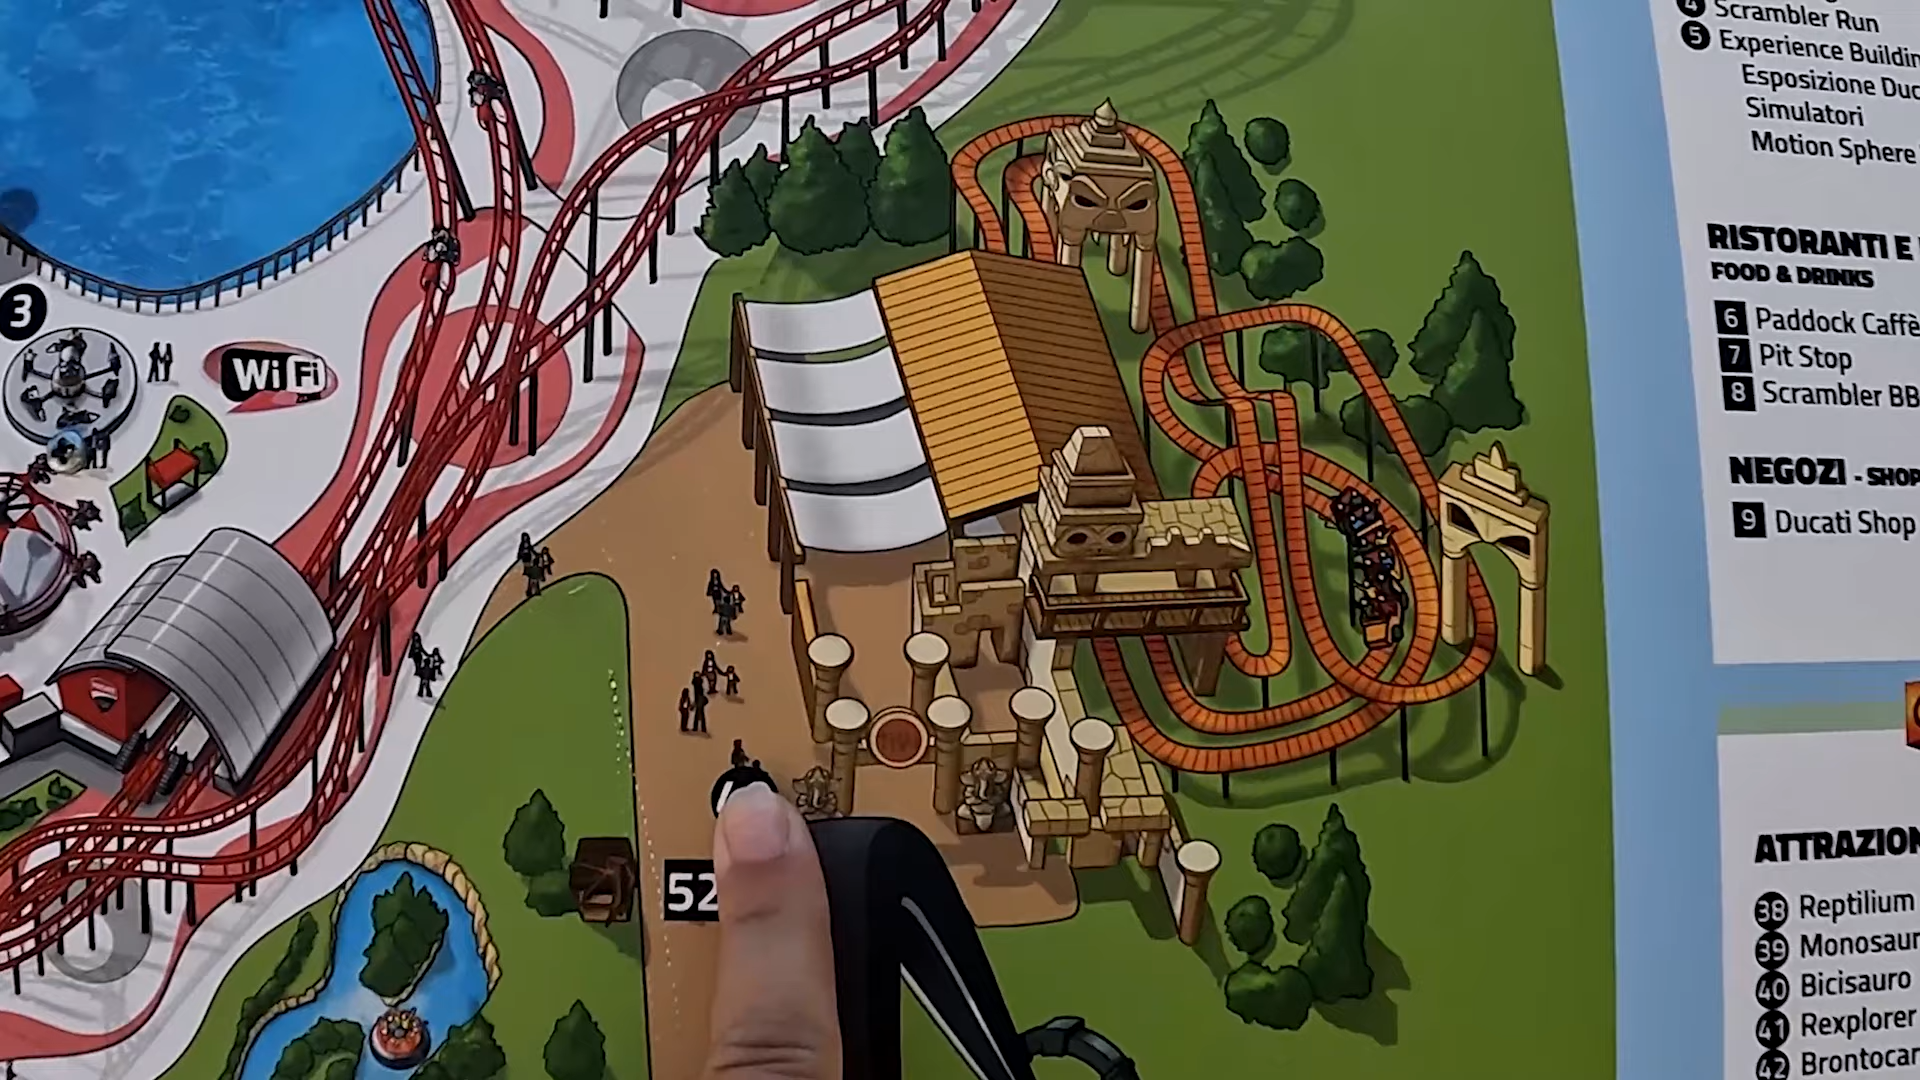 4 Scrambler Run
5 Experience Buildin
Esposizione Duc
Simulatori
Motion Sphere
RISTORANTI E
FOOD & DRINKS
6 Paddock Caffè
7 Pit Stop
8 Scrambler BB
NEGOZI - SHOP
9 Ducati Shop
3
WiFi
52
ATTRAZION
38 Reptilium
39 Monosaur
40 Bicisauro
41 Rexplorer
42 Brontocar